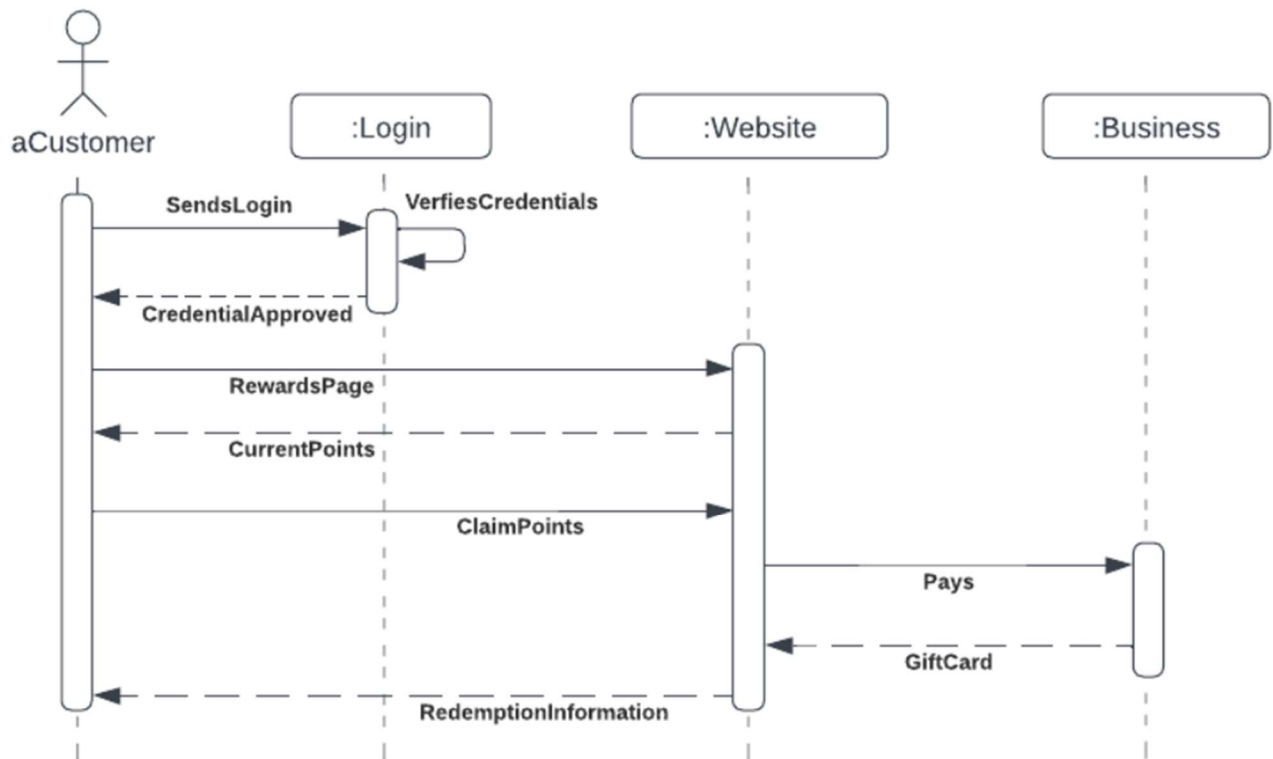 aCustomer
:Login
:Website
:Business
SendsLogin
VerfiesCredentials
CredentialApproved
RewardsPage
CurrentPoints
ClaimPoints
Pays
GiftCard
RedemptionInformation